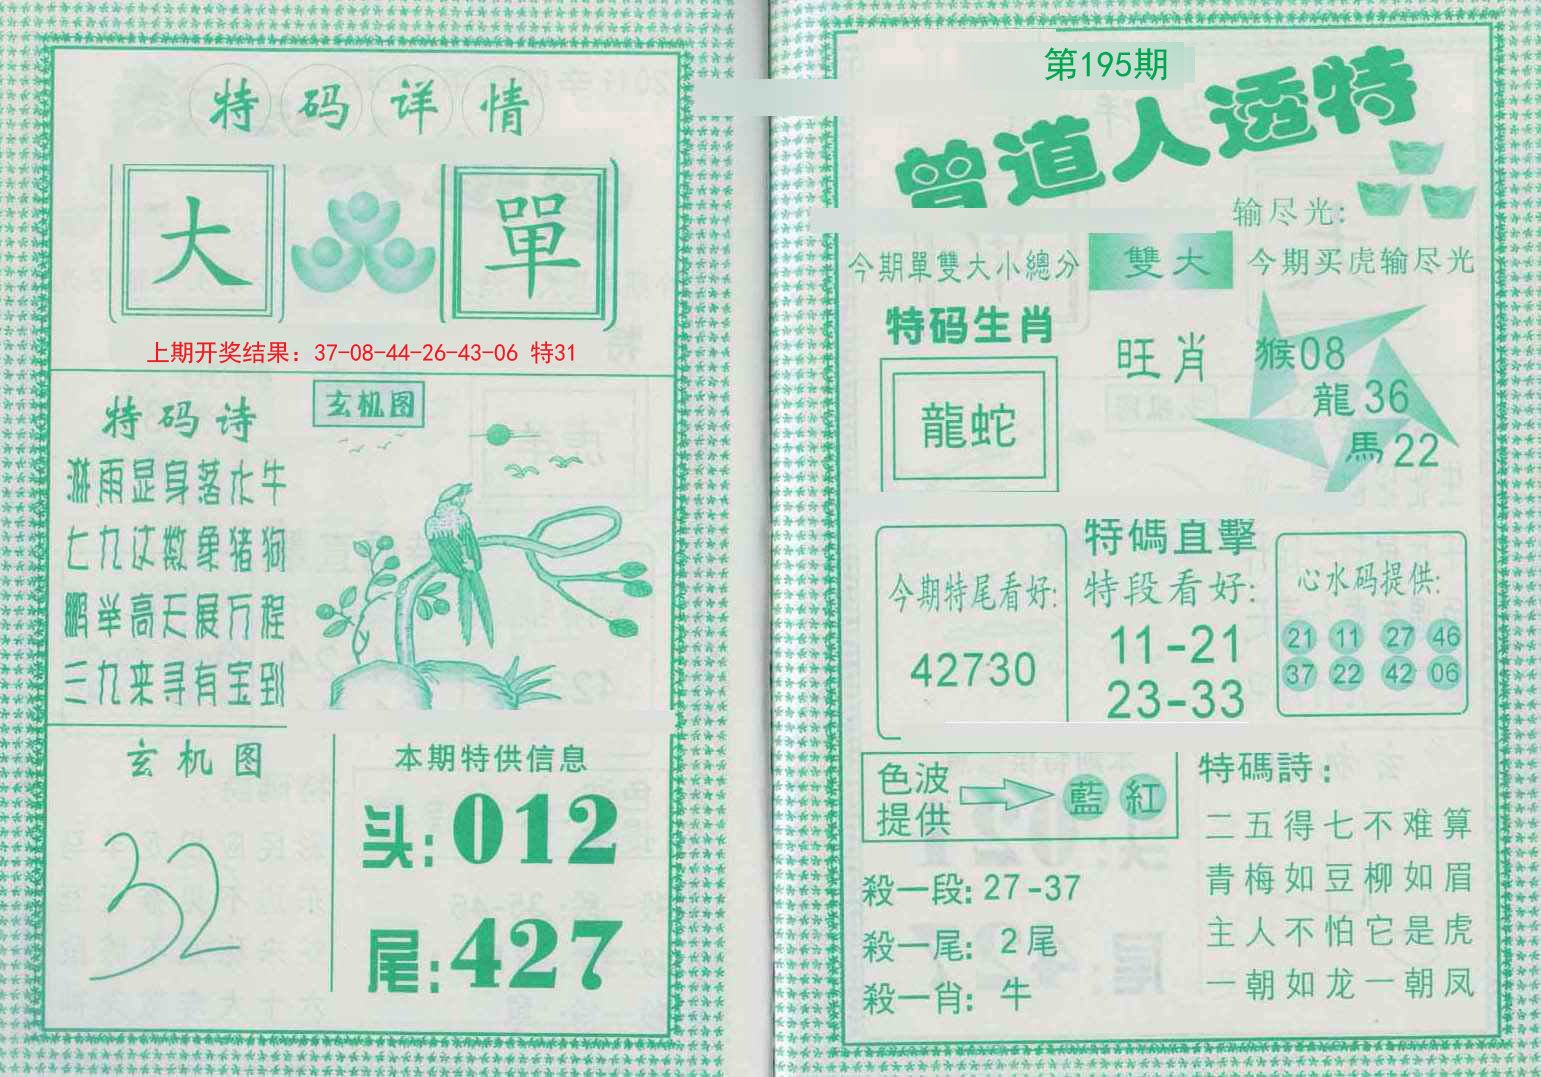 特码详情
大 單
上期开奖结果：37-08-44-26-43-06 特31
特码诗
淋雨显身落水牛
七九这数象猪狗
鹏举高天展万程
三九来寻有宝到
玄机图
玄机图
32
本期特供信息
头：012
尾：427
第195期
曾道人透特
输尽光：
今期买虎输尽光
今期單雙大小總分
雙大
特码生肖
龍蛇
旺肖
猴08
龍36
馬22
今期特尾看好：
42730
特碼直擊
特段看好：
11-21
23-33
心水码提供：
21 11 27 46
37 22 42 06
色波
提供
藍 紅
殺一段：27-37
殺一尾：2尾
殺一肖：牛
特碼詩：
二五得七不难算
青梅如豆柳如眉
主人不怕它是虎
一朝如龙一朝凤